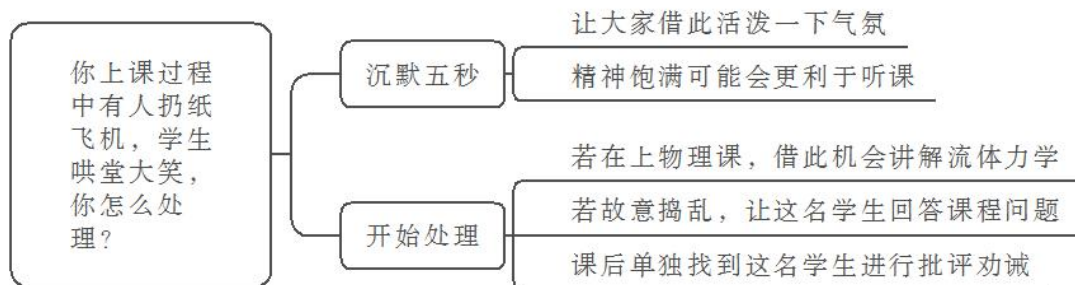 你上课过程
中有人扔纸
飞机，学生
哄堂大笑，
你怎么处
理？
沉默五秒
让大家借此活泼一下气氛
精神饱满可能会更利于听课
开始处理
若在上物理课，借此机会讲解流体力学
若故意捣乱，让这名学生回答课程问题
课后单独找到这名学生进行批评劝诫